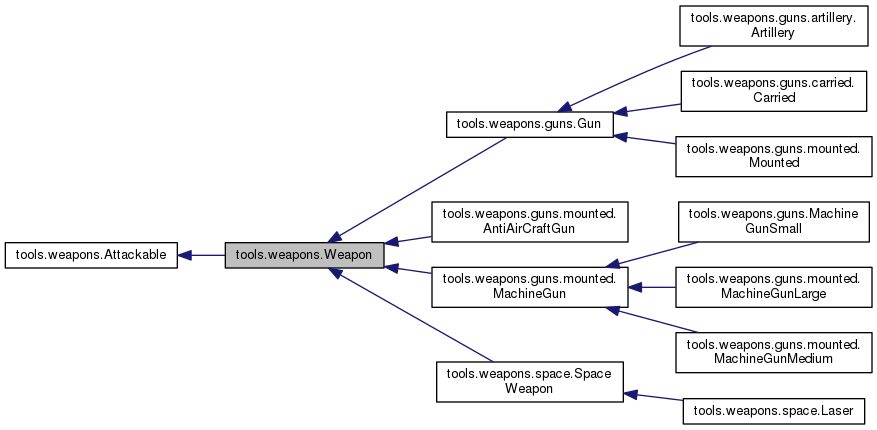 tools.weapons.Attackable
tools.weapons.Weapon
tools.weapons.guns.Gun
tools.weapons.guns.mounted.
AntiAirCraftGun
tools.weapons.guns.mounted.
MachineGun
tools.weapons.space.Space
Weapon
tools.weapons.guns.artillery.
Artillery
tools.weapons.guns.carried.
Carried
tools.weapons.guns.mounted.
Mounted
tools.weapons.guns.Machine
GunSmall
tools.weapons.guns.mounted.
MachineGunLarge
tools.weapons.guns.mounted.
MachineGunMedium
tools.weapons.space.Laser